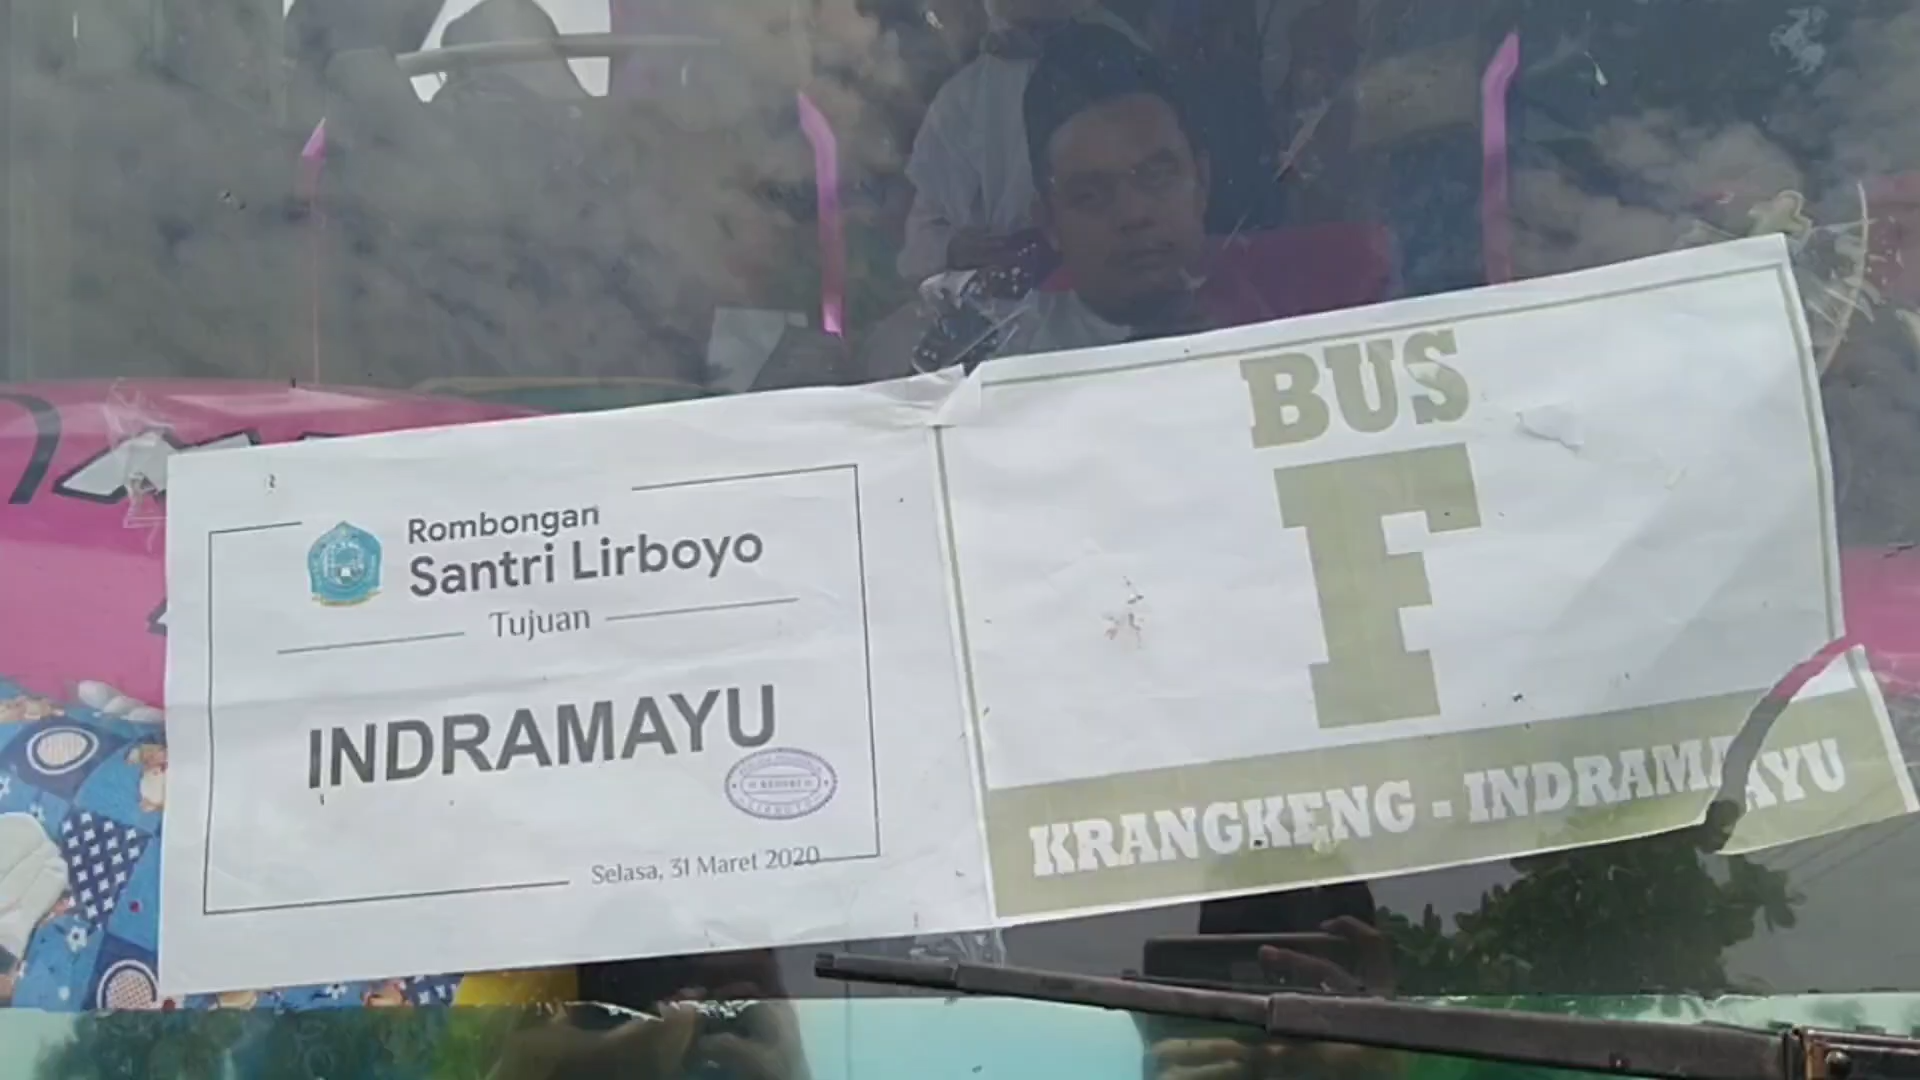 Rombongan
Santri Lirboyo
Tujuan
INDRAMAYU
Selasa, 31 Maret 2020
BUS
F
KRANGKENG - INDRAMAYU